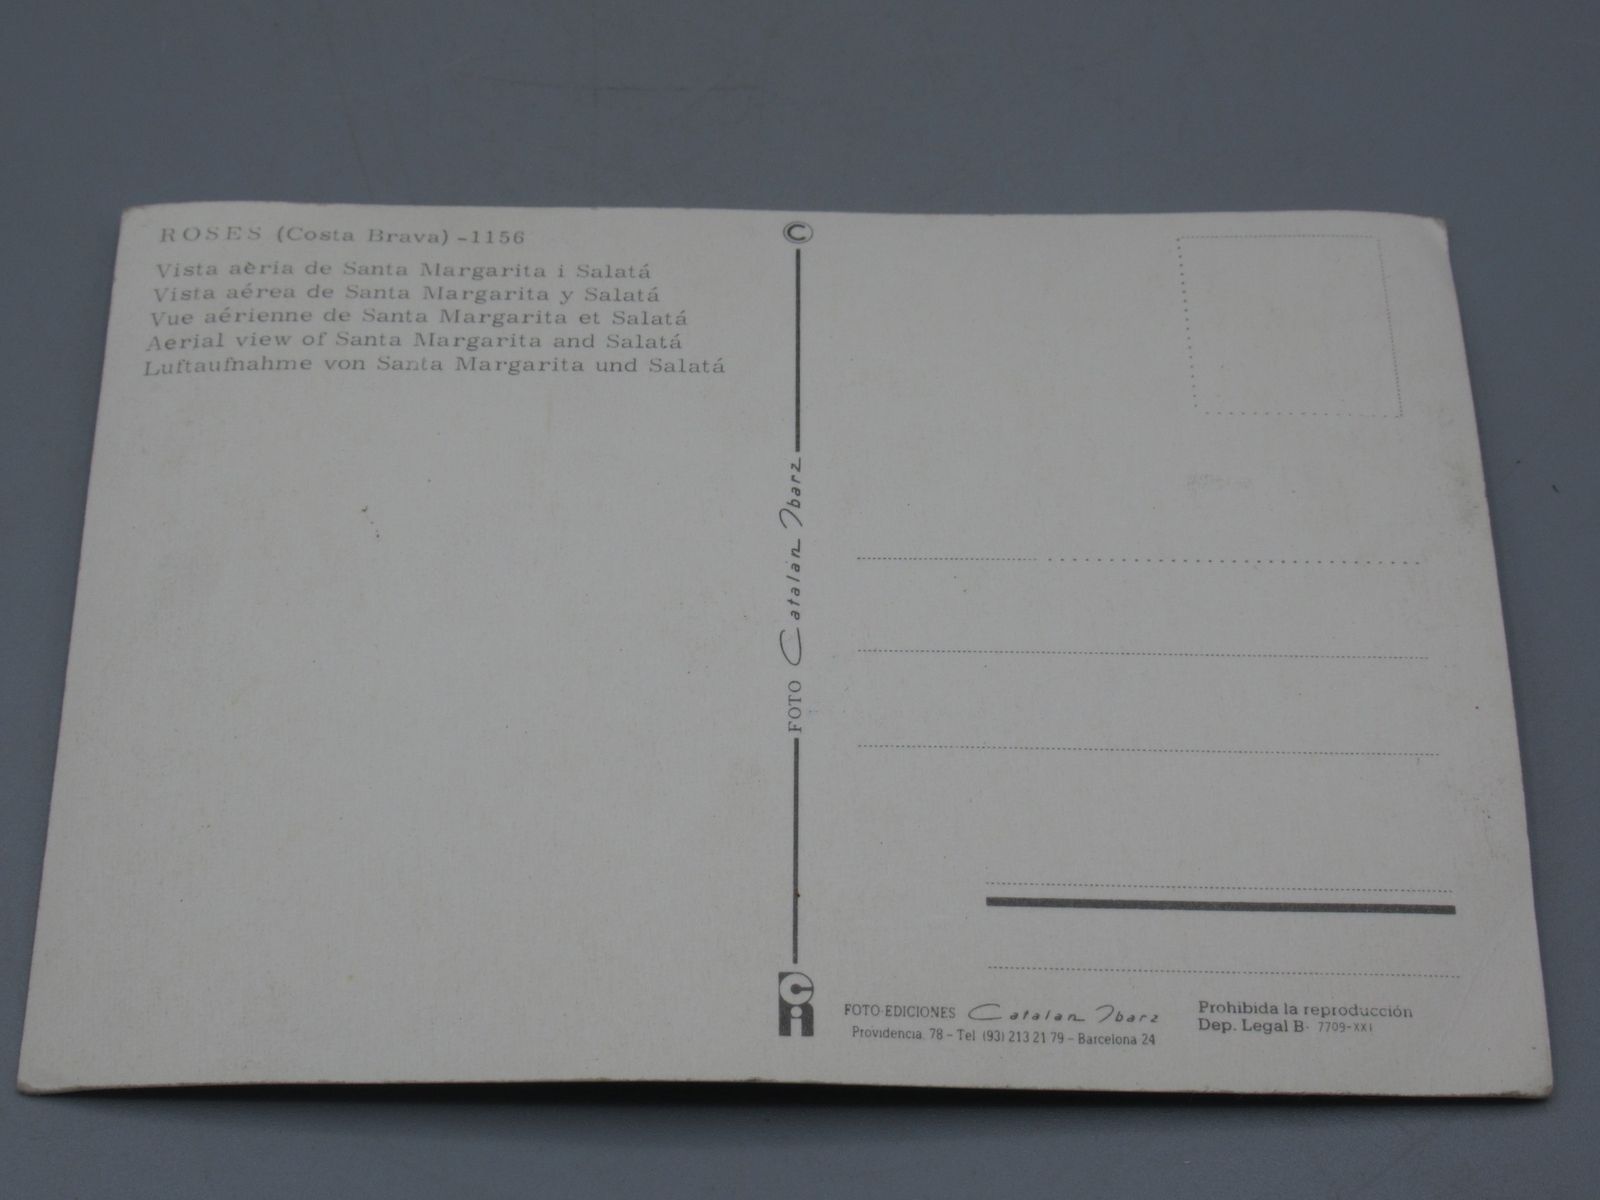 ROSES (Costa Brava) -1156
Vista aèria de Santa Margarita i Salatá
Vista aérea de Santa Margarita y Salatá
Vue aérienne de Santa Margarita et Salatá
Aerial view of Santa Margarita and Salatá
Luftaufnahme von Santa Margarita und Salatá
©
FOTO Catalán Ibarz
FOTO-EDICIONES Catalan Ibarz
Providencia, 78 - Tel (93) 213 21 79 - Barcelona 24
Prohibida la reproducción
Dep. Legal B- 7709-XXI